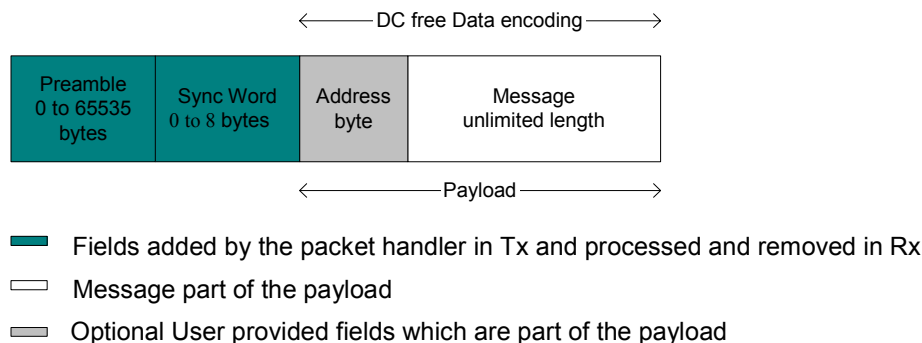 DC free Data encoding
Preamble
0 to 65535
bytes
Sync Word
0 to 8 bytes
Address
byte
Message
unlimited length
Payload
Fields added by the packet handler in Tx and processed and removed in Rx
Message part of the payload
Optional User provided fields which are part of the payload